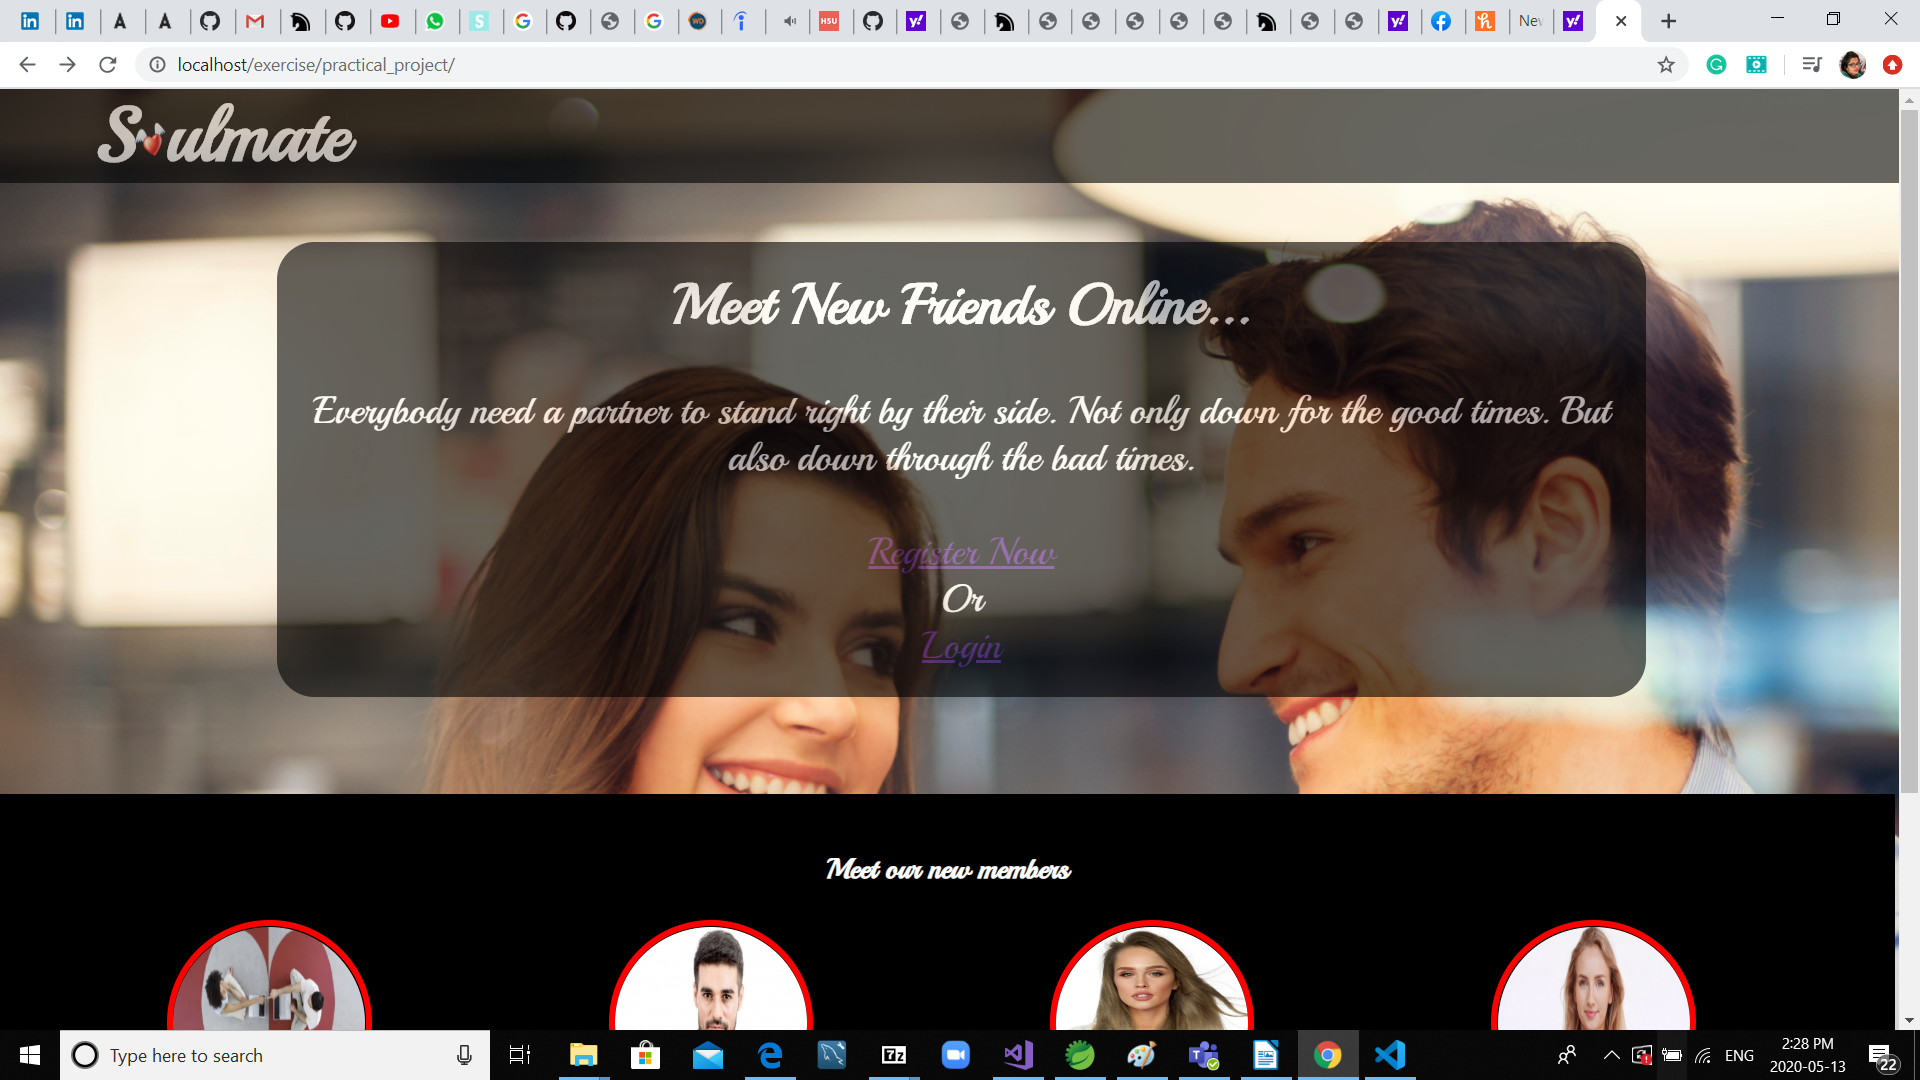 New
localhost/exercise/practical_project/
Soulmate
Meet New Friends Online...
Everybody need a partner to stand right by their side. Not only down for the good times. But
also down through the bad times.
Register Now
Or
Login
Meet our new members
Type here to search
ENG
2:28 PM
2020-05-13
22